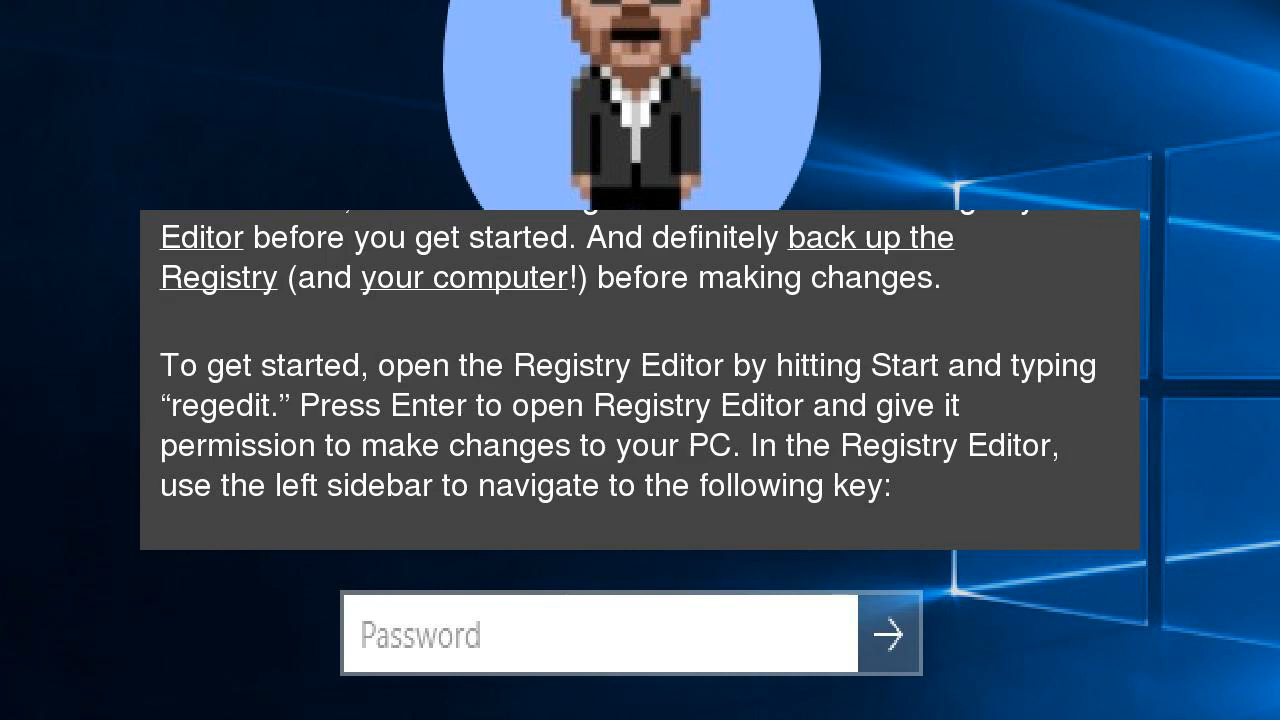 Editor before you get started. And definitely back up the
Registry (and your computer!) before making changes.
To get started, open the Registry Editor by hitting Start and typing
“regedit.” Press Enter to open Registry Editor and give it
permission to make changes to your PC. In the Registry Editor,
use the left sidebar to navigate to the following key:
Password